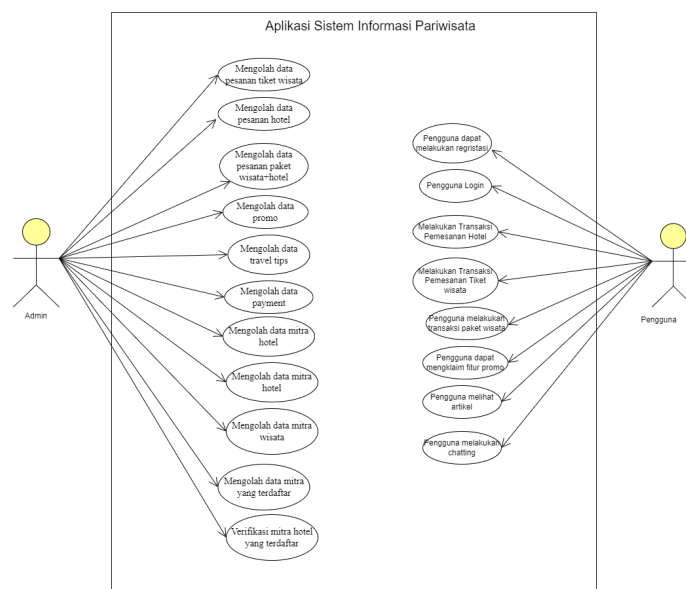 Aplikasi Sistem Informasi Pariwisata
Mengolah data
pesanan tiket wisata
Mengolah data
pesanan hotel
Mengolah data
pesanan paket
wisata+hotel
Mengolah data
promo
Mengolah data
travel tips
Mengolah data
payment
Mengolah data mitra
hotel
Mengolah data mitra
hotel
Mengolah data mitra
wisata
Mengolah data mitra
yang terdaftar
Verifikasi mitra hotel
yang terdaftar
Admin
Pengguna dapat
melakukan regristasi
Pengguna Login
Melakukan Transaksi
Pemesanan Hotel
Melakukan Transaksi
Pemesanan Tiket
wisata
Pengguna melakukan
transaksi paket wisata
Pengguna dapat
mengklaim fitur promo
Pengguna melihat
artikel
Pengguna melakukan
chatting
Pengguna